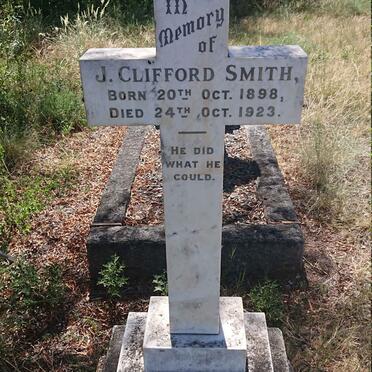 In
Memory
of
J. CLIFFORD SMITH,
BORN 20TH OCT. 1898,
DIED 24TH OCT. 1923.
HE DID
WHAT HE
COULD.